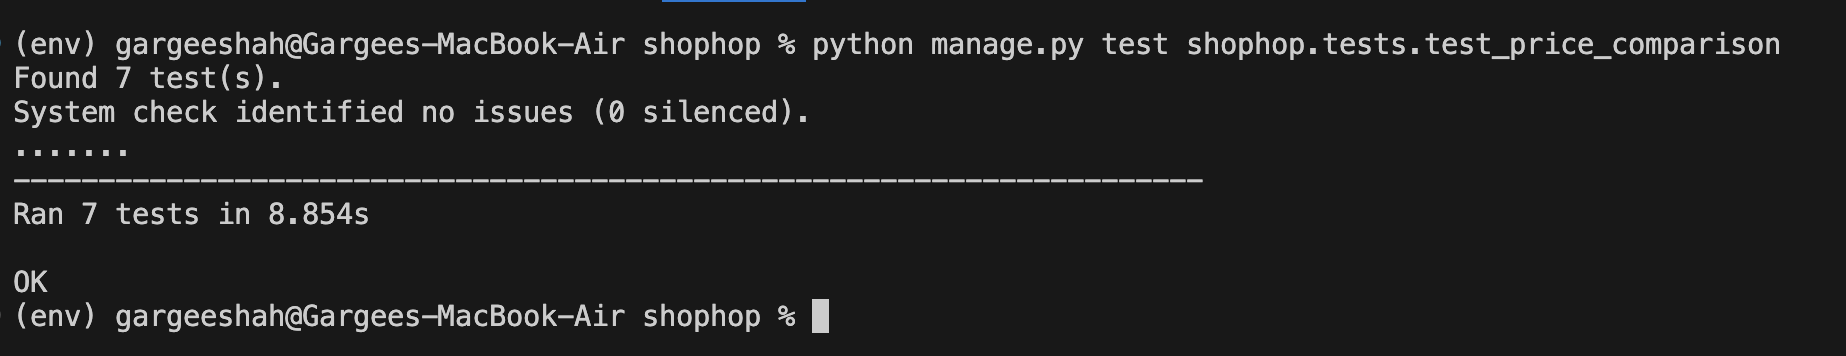 (env) gargeeshah@Gargees-MacBook-Air shophop % python manage.py test shophop.tests.test_price_comparison
Found 7 test(s).
System check identified no issues (0 silenced).
.......
----------------------------------------------------------------------
Ran 7 tests in 8.854s
OK
(env) gargeeshah@Gargees-MacBook-Air shophop %